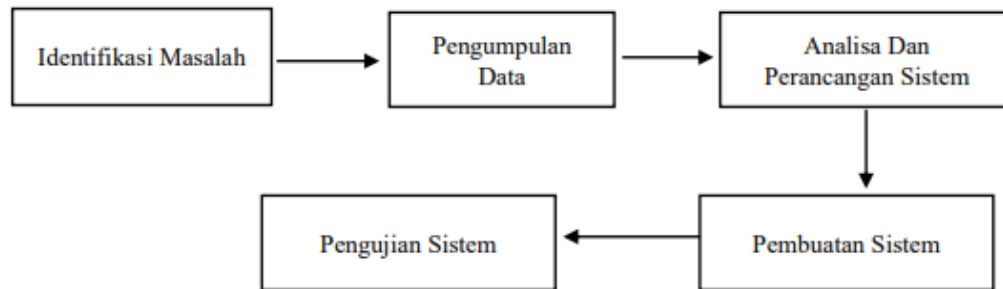 Identifikasi Masalah
Pengumpulan
Data
Analisa Dan
Perancangan Sistem
Pembuatan Sistem
Pengujian Sistem